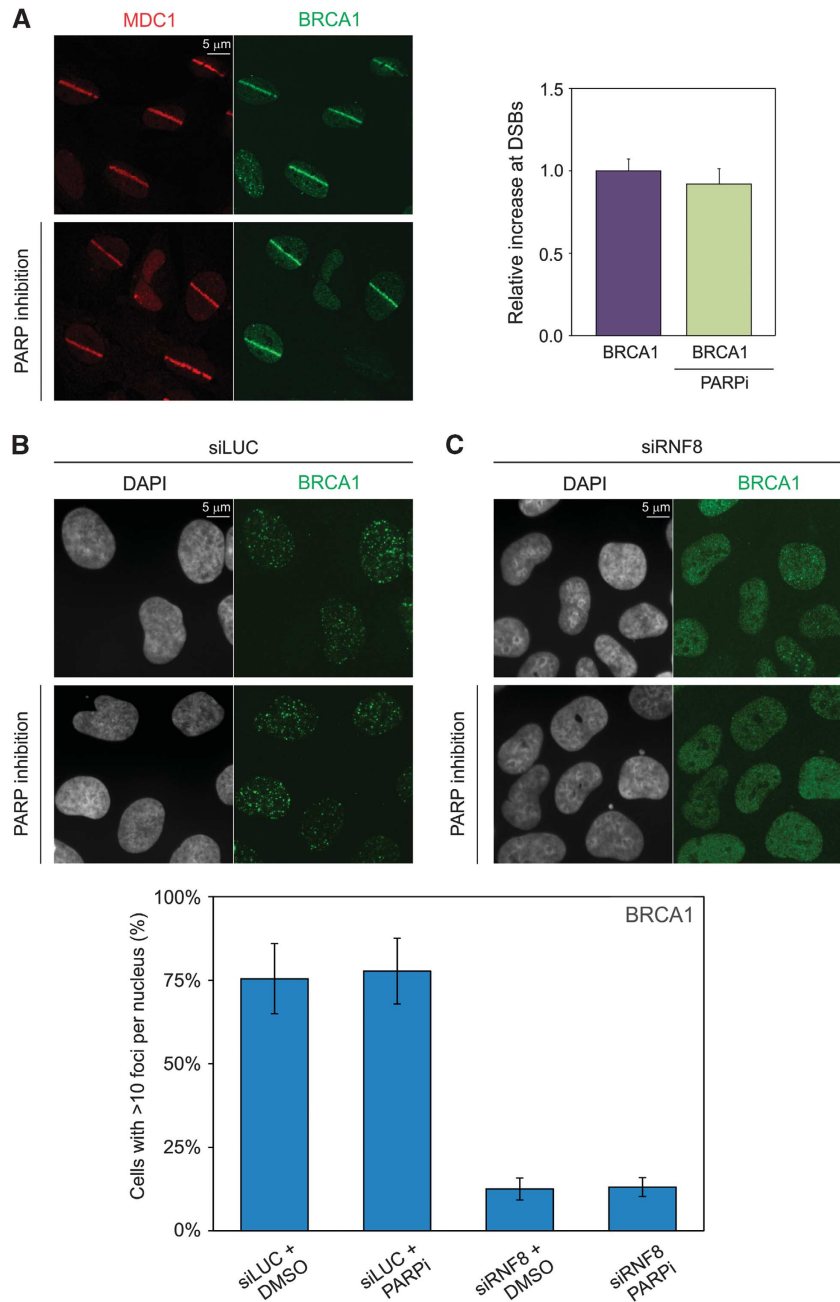 A
MDC1
BRCA1
5 μm
PARP inhibition
Relative increase at DSBs
1.5
1.0
0.5
0.0
BRCA1
BRCA1
PARPi
B
siLUC
DAPI
BRCA1
5 μm
PARP inhibition
C
siRNF8
DAPI
BRCA1
5 μm
PARP inhibition
Cells with >10 foci per nucleus (%)
100%
75%
50%
25%
0%
BRCA1
siLUC +
DMSO
siLUC +
PARPi
siRNF8 +
DMSO
siRNF8
PARPi